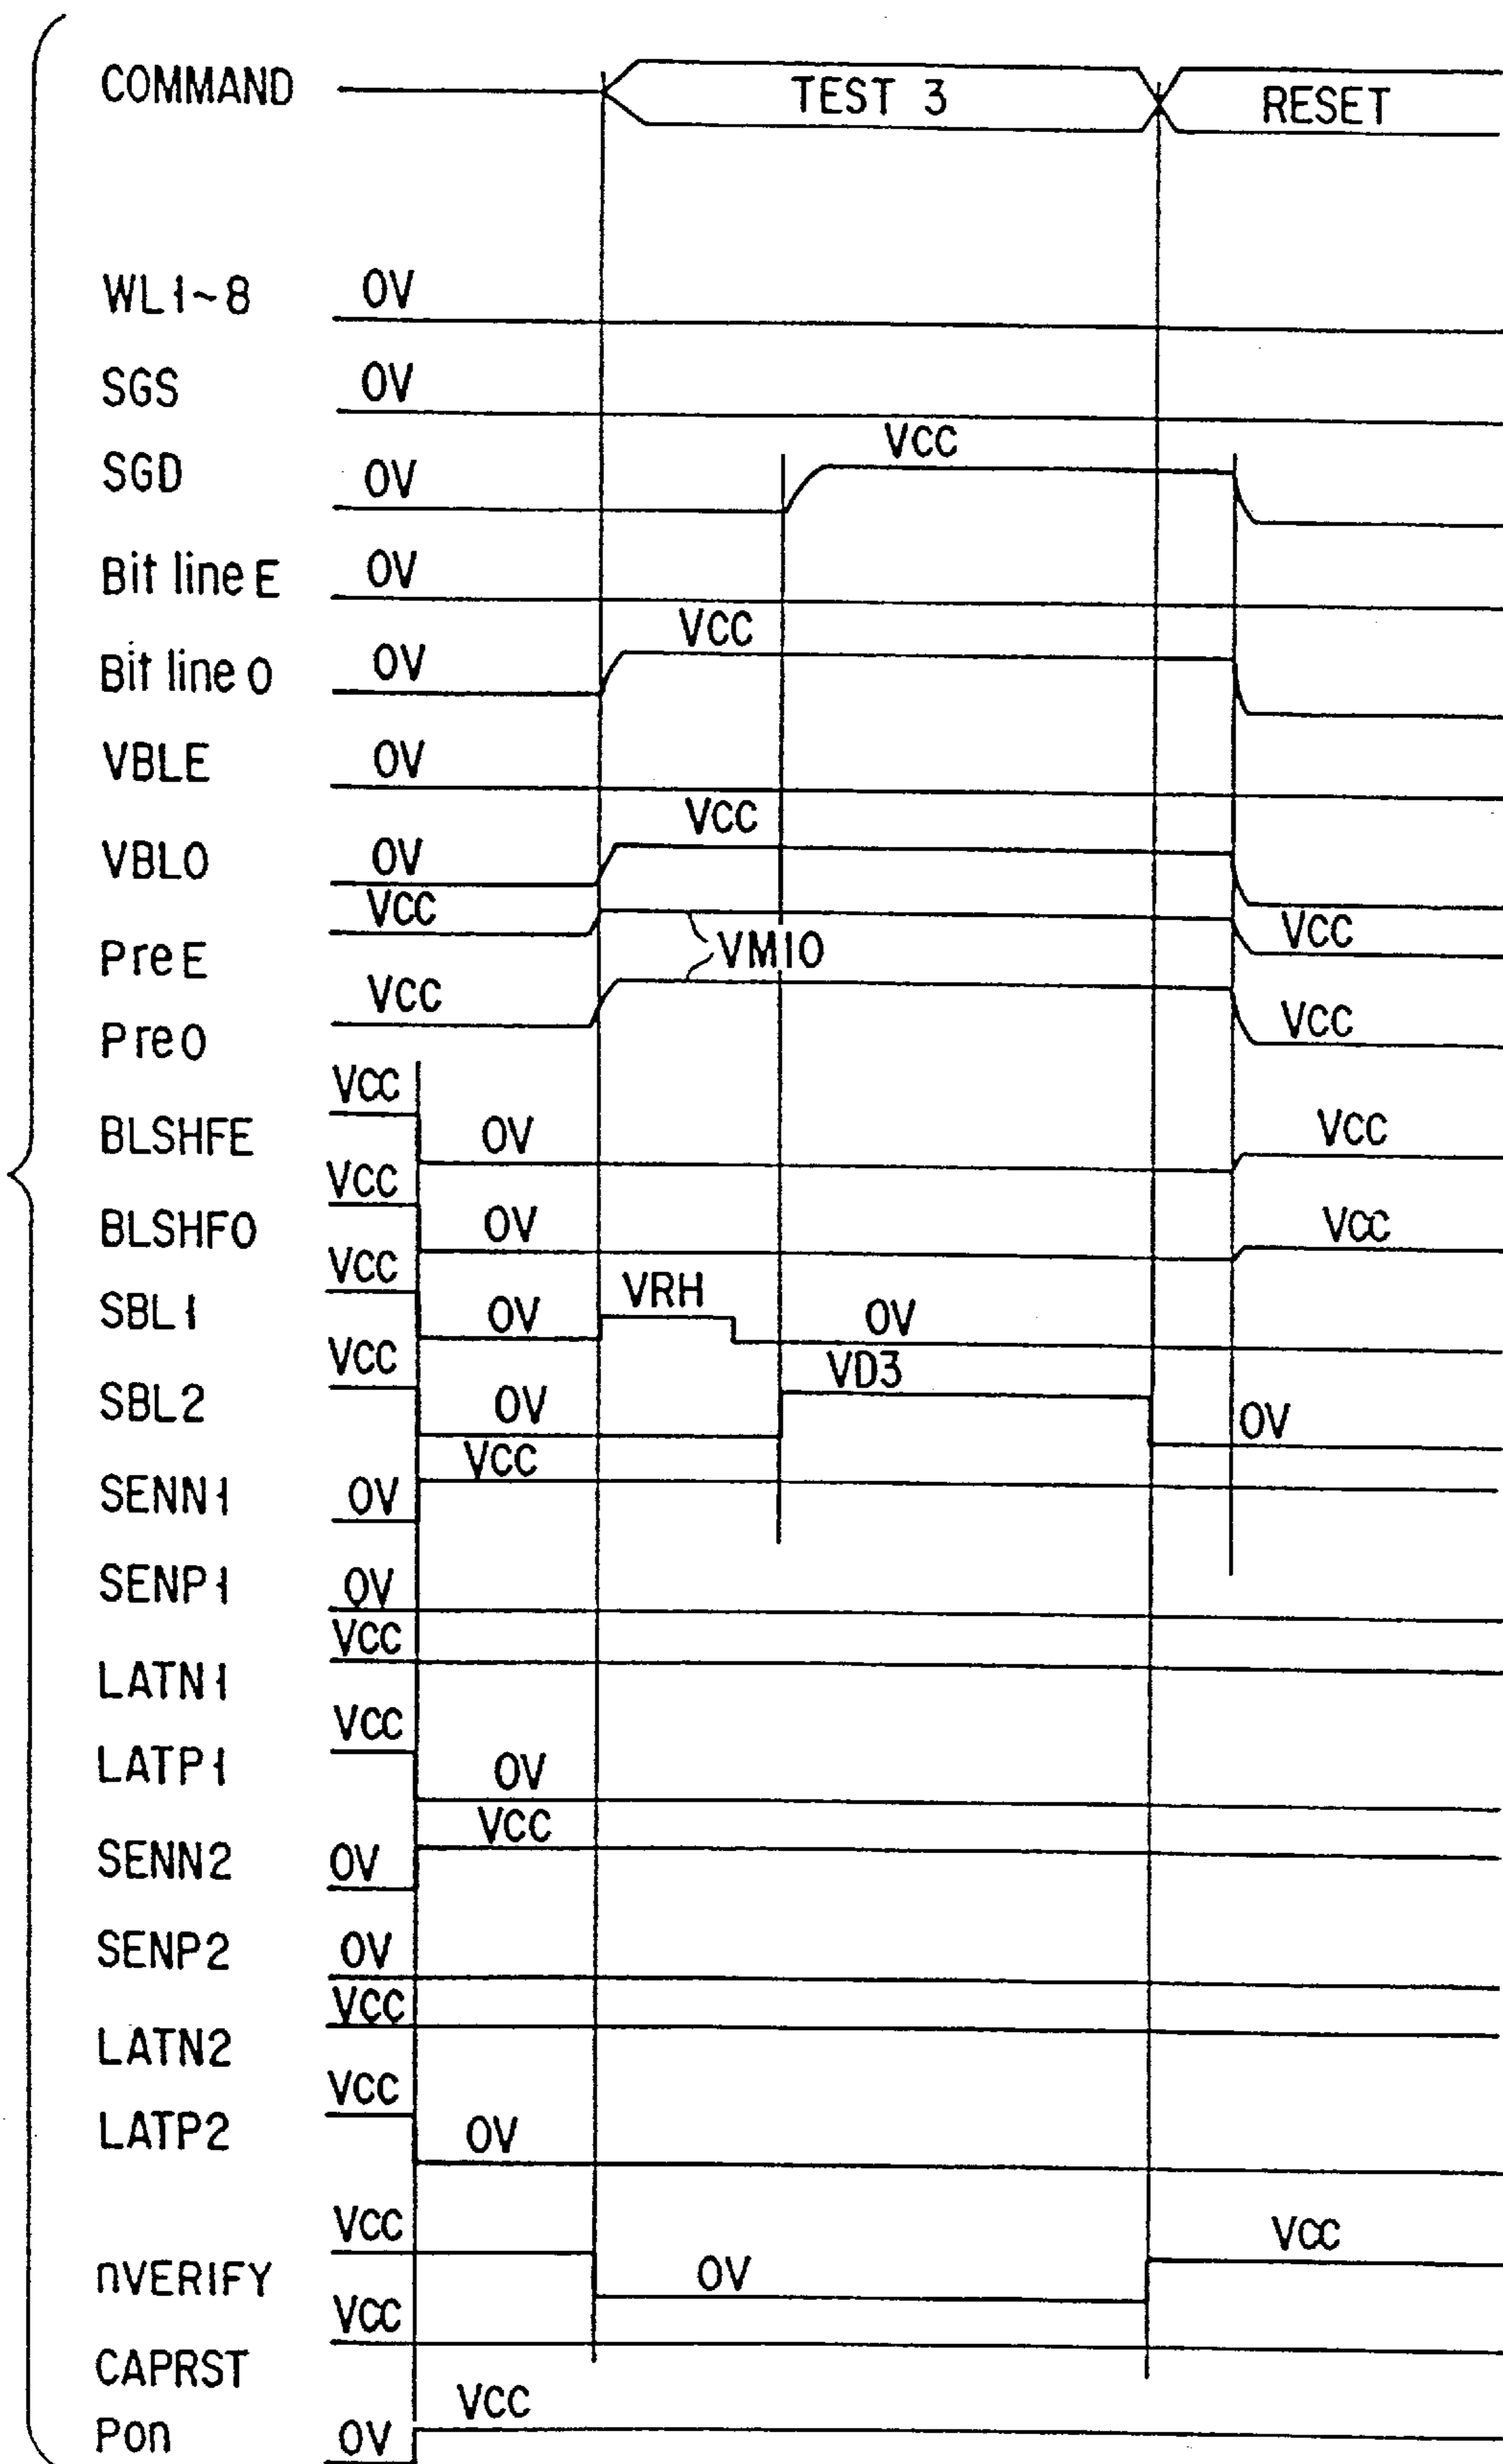 COMMAND TEST 3 RESET
WL1~8 0V
SGS 0V
VCC
SGD 0V
Bit line E 0V
VCC
Bit line O 0V
VBLE 0V
VCC
VBLO 0V
VCC
PreE VM10 VCC
VCC
PreO VCC
VCC
BLSHFE 0V VCC
VCC
BLSHFO 0V VCC
VCC VRH
SBL1 0V 0V
VCC VD3
SBL2 0V 0V
VCC
SENN1 0V
SENP1 0V
VCC
LATN1
VCC
LATP1 0V
VCC
SENN2 0V
SENP2 0V
VCC
LATN2
VCC
LATP2 0V
VCC VCC
nVERIFY 0V
VCC
CAPRST
VCC
Pon 0V